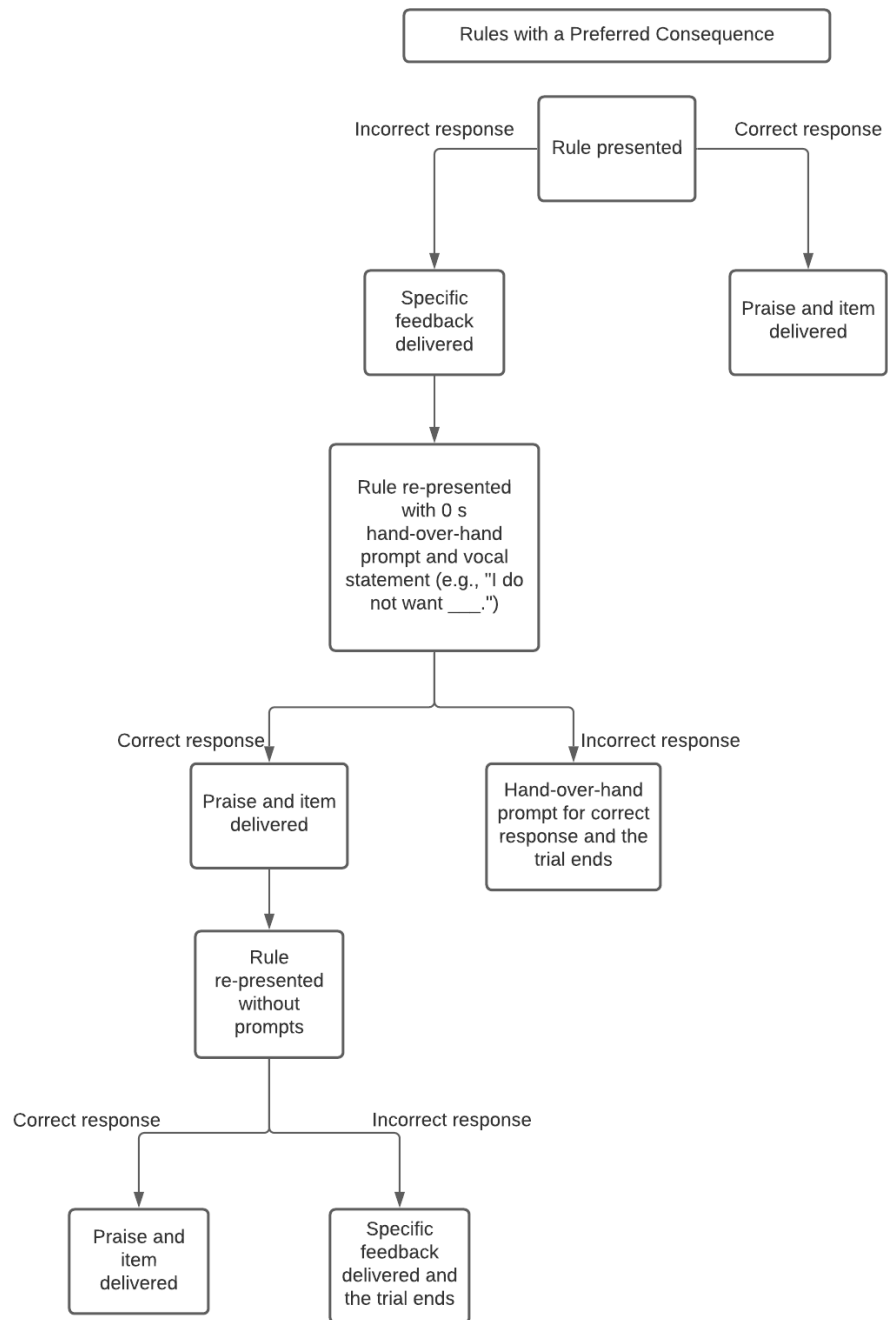 Rules with a Preferred Consequence
Incorrect response
Correct response
Rule presented
Specific
feedback
delivered
Praise and item
delivered
Rule re-presented
with 0 s
hand-over-hand
prompt and vocal
statement (e.g., "I do
not want ___.")
Correct response
Incorrect response
Praise and item
delivered
Hand-over-hand
prompt for correct
response and the
trial ends
Rule
re-presented
without
prompts
Correct response
Incorrect response
Praise and
item
delivered
Specific
feedback
delivered and
the trial ends